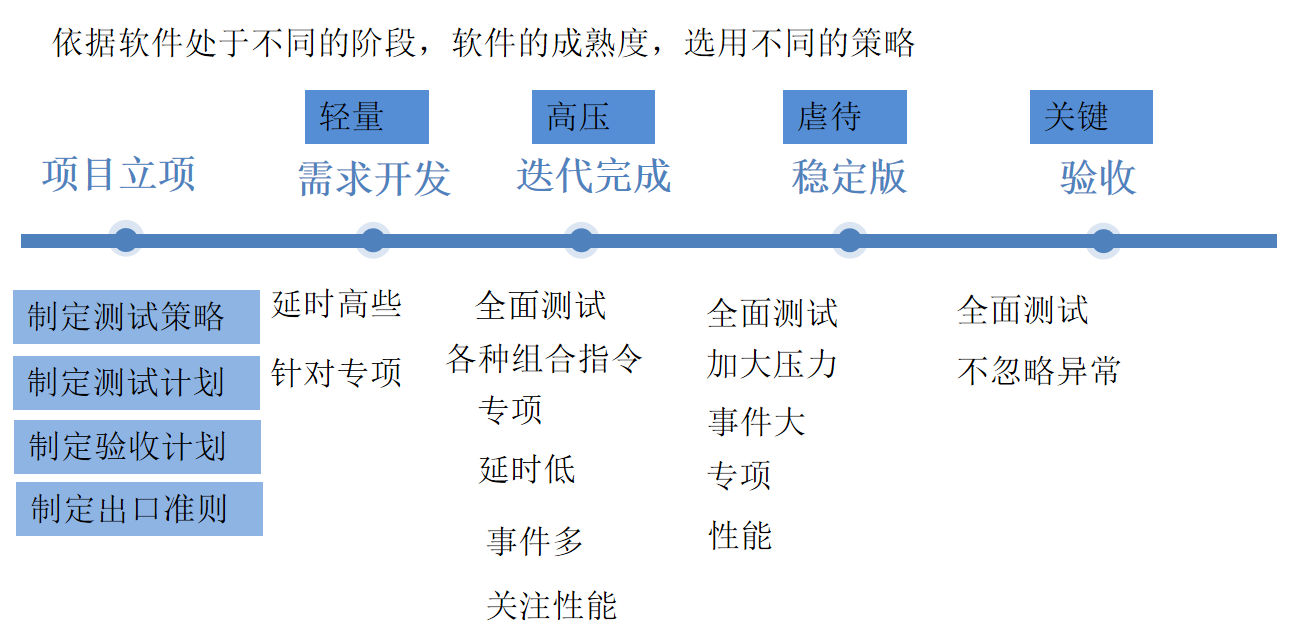 依据软件处于不同的阶段，软件的成熟度，选用不同的策略
轻量
高压
虐待
关键
项目立项
需求开发
迭代完成
稳定版
验收
制定测试策略
制定测试计划
制定验收计划
制定出口准则
延时高些
针对专项
全面测试
各种组合指令
专项
延时低
事件多
关注性能
全面测试
加大压力
事件大
专项
性能
全面测试
不忽略异常